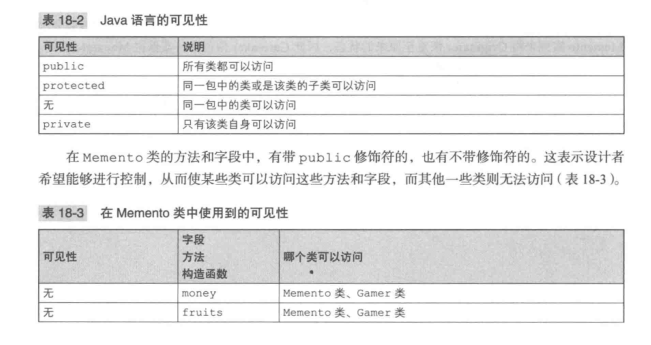 表 18-2 Java 语言的可见性
可见性 说明
public 所有类都可以访问
protected 同一包中的类或是该类的子类可以访问
无 同一包中的类可以访问
private 只有该类自身可以访问
在 Memento 类的方法和字段中，有带 public 修饰符的，也有不带修饰符的。这表示设计者
希望能够进行控制，从而使某些类可以访问这些方法和字段，而其他一些类则无法访问（表 18-3）。
表 18-3 在 Memento 类中使用到的可见性
字段
可见性 方法 哪个类可以访问
构造函数
无 money Memento 类、Gamer 类
无 fruits Memento 类、Gamer 类